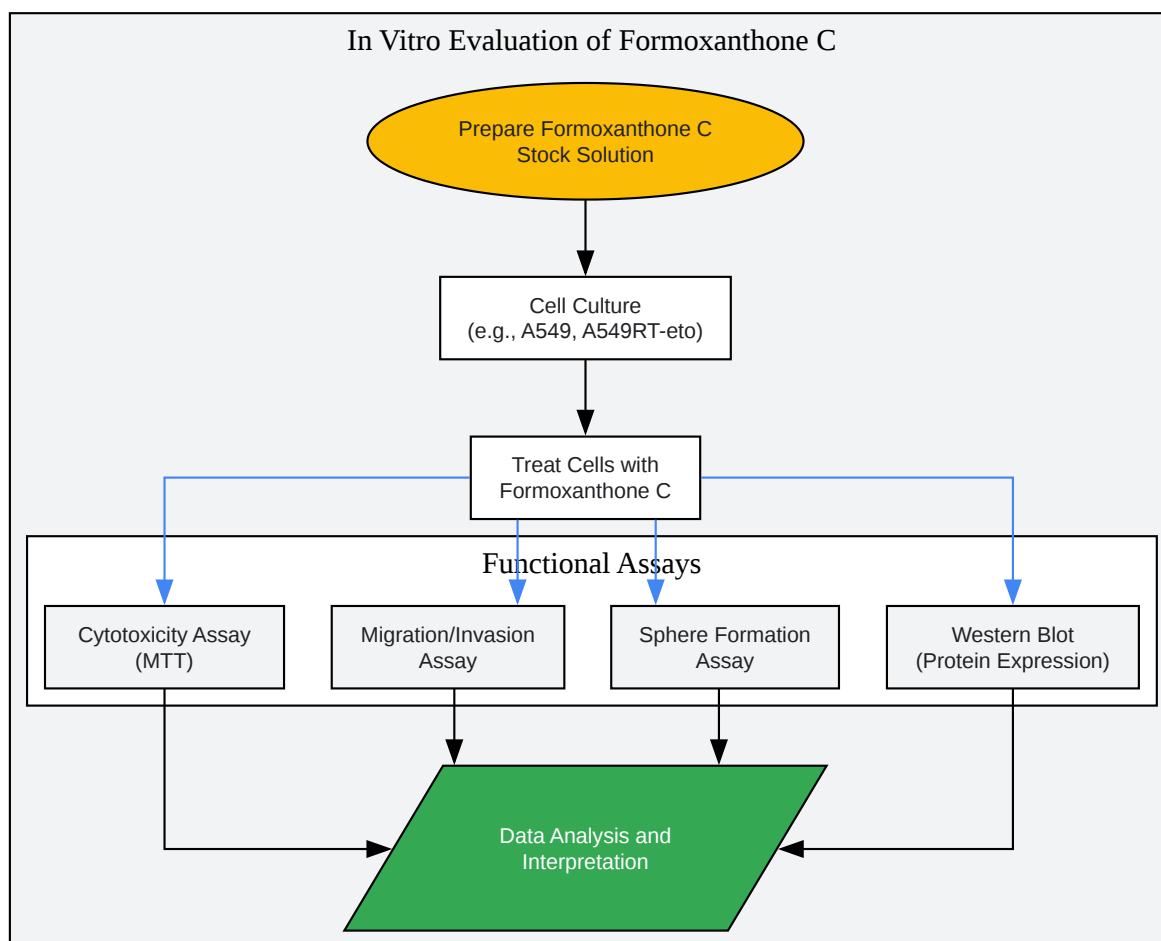 In Vitro Evaluation of Formoxanthone C
Prepare Formoxanthone C
Stock Solution
Cell Culture
(e.g., A549, A549RT-eto)
Treat Cells with
Formoxanthone C
Functional Assays
Cytotoxicity Assay
(MTT)
Migration/Invasion
Assay
Sphere Formation
Assay
Western Blot
(Protein Expression)
Data Analysis and
Interpretation